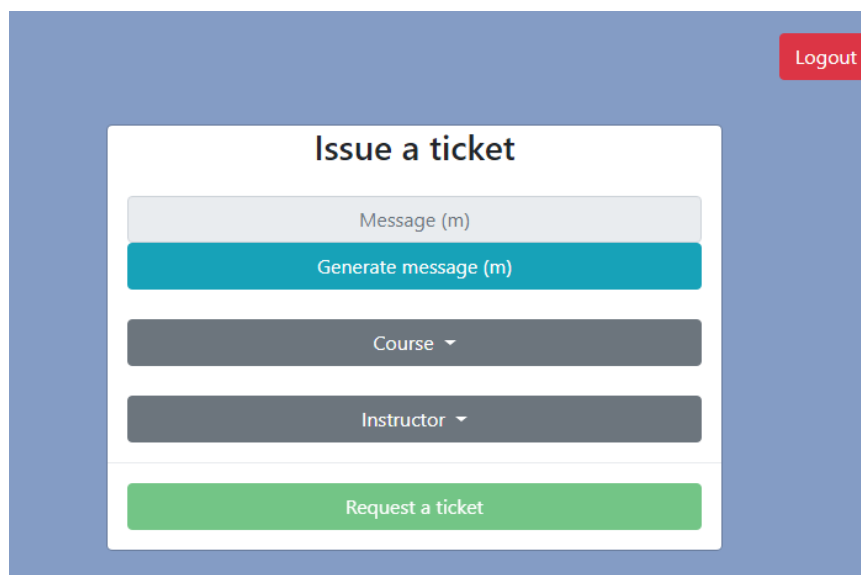 Logout
Issue a ticket
Message (m)
Generate message (m)
Course
Instructor
Request a ticket